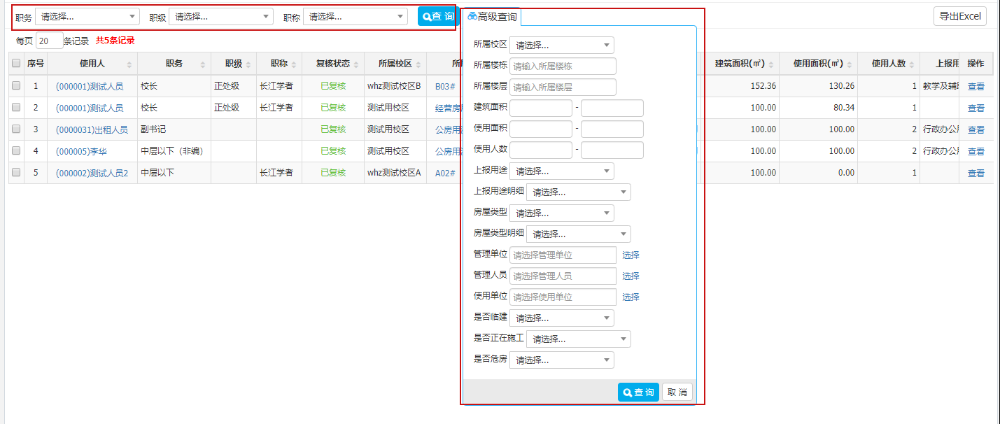 职务 请选择... 职级 请选择... 职称 请选择... 查 询 高级查询 导出Excel
每页 20 条记录 共5条记录
序号 使用人 职务 职级 职称 复核状态 所属校区 建筑面积(㎡) 使用面积(㎡) 使用人数 上报用 操作
1 (000001)测试人员 校长 正处级 长江学者 已复核 whz测试校区B B03# 152.36 130.26 1 教学及辅 查看
2 (000001)测试人员 校长 正处级 长江学者 已复核 测试用校区 经营房 100.00 80.34 1 查看
3 (0000031)出租人员 副书记 已复核 测试用校区 公房用 100.00 100.00 2 行政办公 查看
4 (000005)李华 中层以下（非编） 已复核 测试用校区 公房用 100.00 100.00 2 行政办公 查看
5 (000002)测试人员2 中层以下 长江学者 已复核 whz测试校区A A02# 100.00 0.00 1 查看
所属校区 请选择...
所属楼栋 请输入所属楼栋
所属楼层 请输入所属楼层
建筑面积 -
使用面积 -
使用人数 -
上报用途 请选择...
上报用途明细 请选择...
房屋类型 请选择...
房屋类型明细 请选择...
管理单位 请选择管理单位 选择
管理人员 请选择管理人员 选择
使用单位 请选择使用单位 选择
是否临建 请选择...
是否正在施工 请选择...
是否危房 请选择...
查 询 取 消